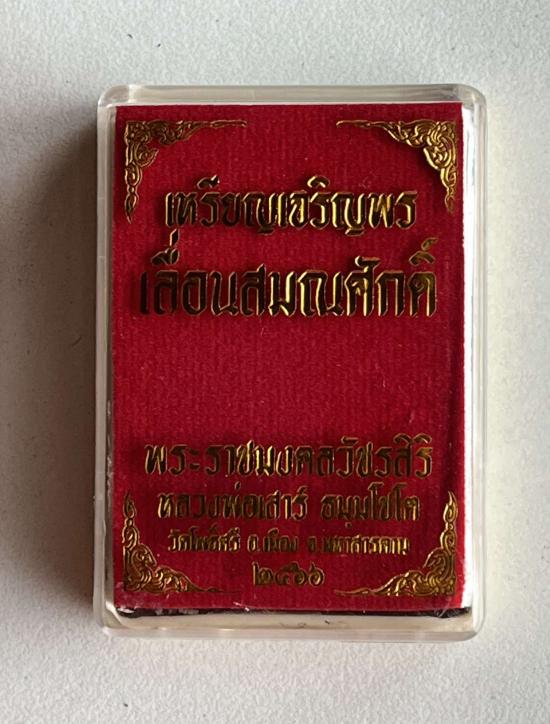 เหรียญเจริญพร
เลื่อนสมณศักดิ์
พระราชมงคลวัชรสิริ
หลวงพ่อเสาร์ ธมฺมโชโต
วัดโพธิ์ศรี อ.เมือง จ.มหาสารคาม
๒๕๖๖